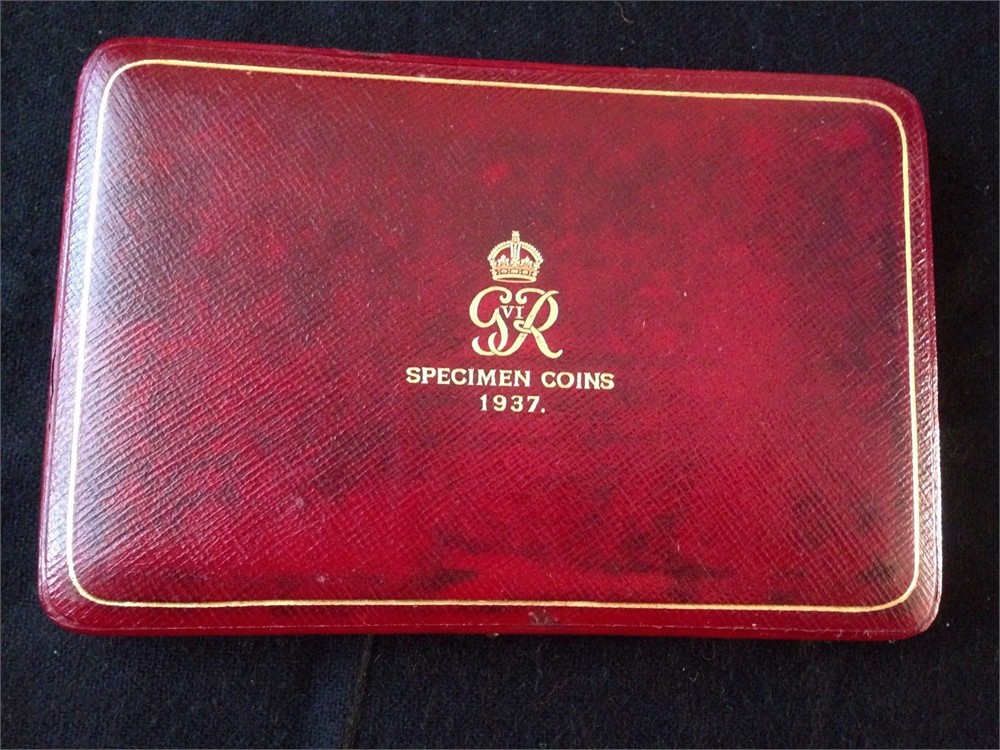 GVIR
SPECIMEN COINS
1937.